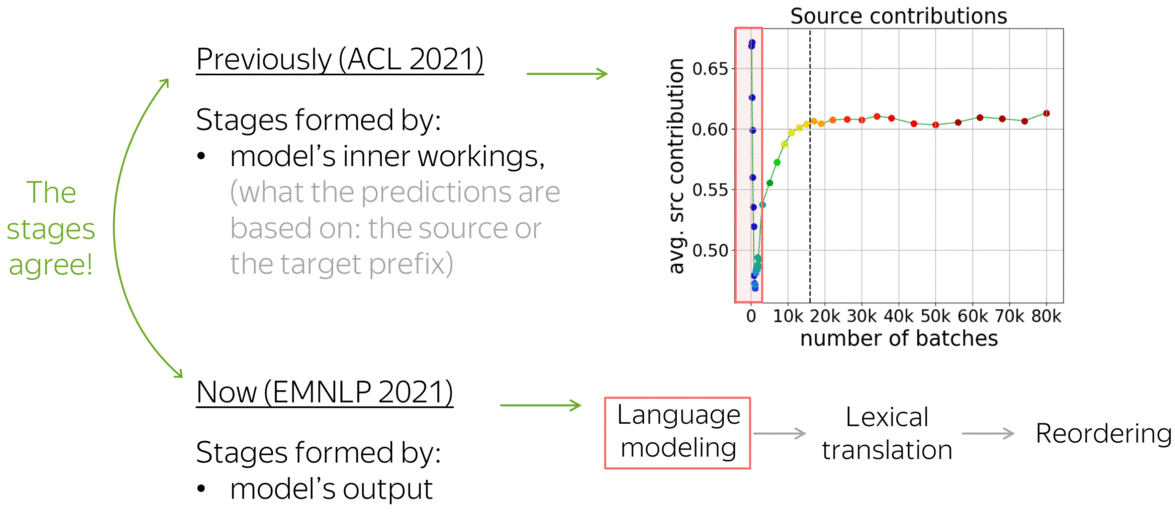 Previously (ACL 2021)
Stages formed by:
• model's inner workings,
(what the predictions are
based on: the source or
the target prefix)
The
stages
agree!
Source contributions
avg. src contribution
0.65
0.60
0.55
0.50
0 10k 20k 30k 40k 50k 60k 70k 80k
number of batches
Now (EMNLP 2021)
Stages formed by:
• model's output
Language
modeling
Lexical
translation
Reordering